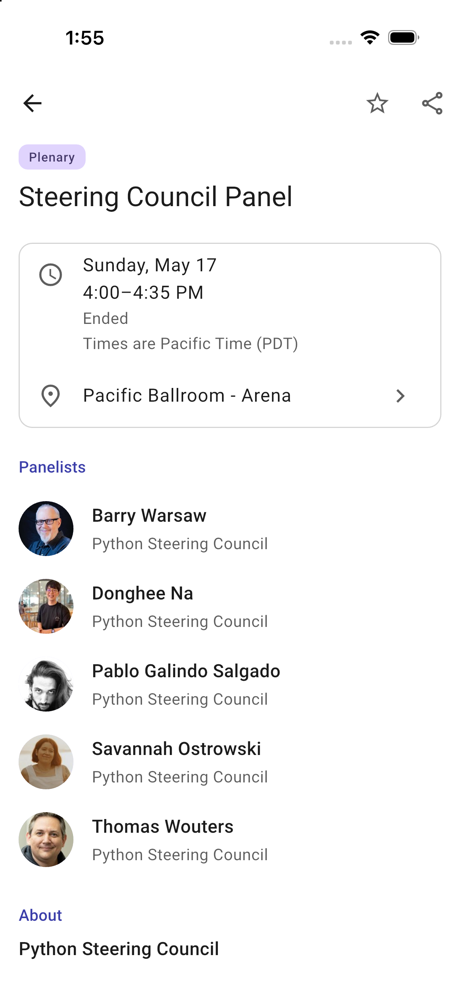 1:55
Plenary
Steering Council Panel
Sunday, May 17
4:00–4:35 PM
Ended
Times are Pacific Time (PDT)
Pacific Ballroom - Arena
Panelists
Barry Warsaw
Python Steering Council
Donghee Na
Python Steering Council
Pablo Galindo Salgado
Python Steering Council
Savannah Ostrowski
Python Steering Council
Thomas Wouters
Python Steering Council
About
Python Steering Council